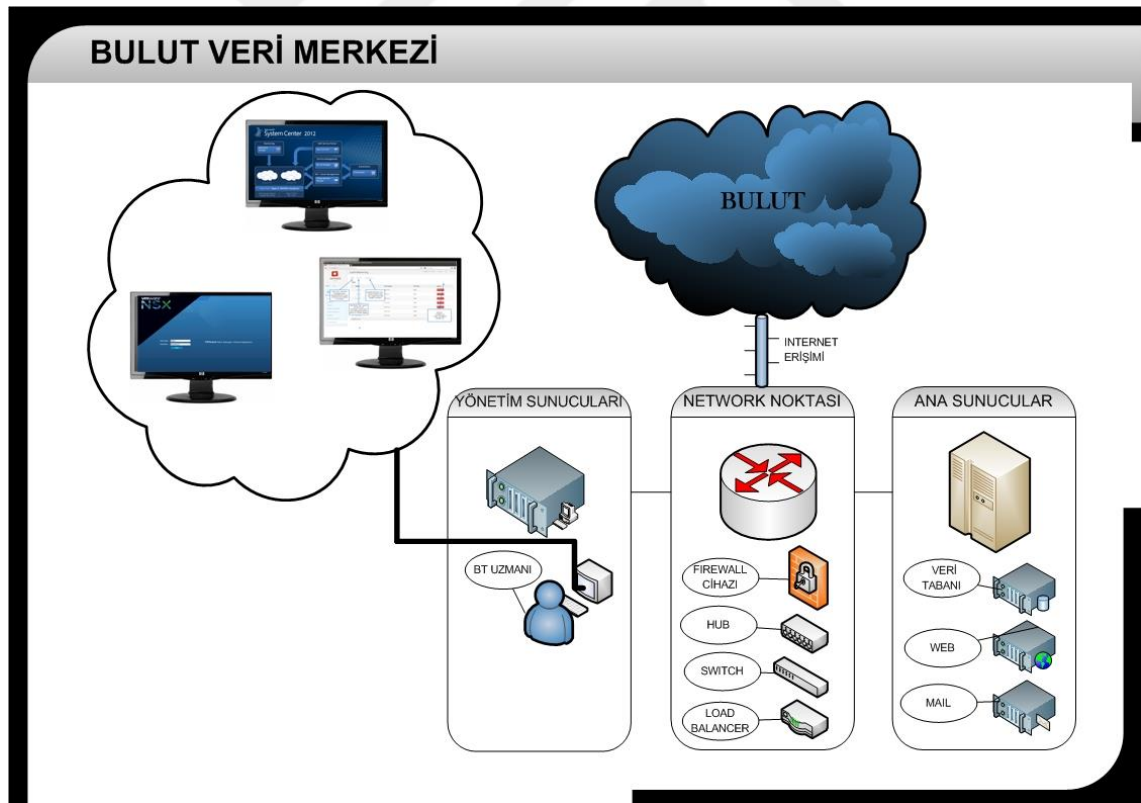 BULUT VERİ MERKEZİ
System Center 2012
NSX
BULUT
INTERNET
ERİŞİMİ
YÖNETİM SUNUCULARI
NETWORK NOKTASI
ANA SUNUCULAR
BT UZMANI
FIREWALL
CİHAZI
HUB
SWITCH
LOAD
BALANCER
VERİ
TABANI
WEB
MAIL